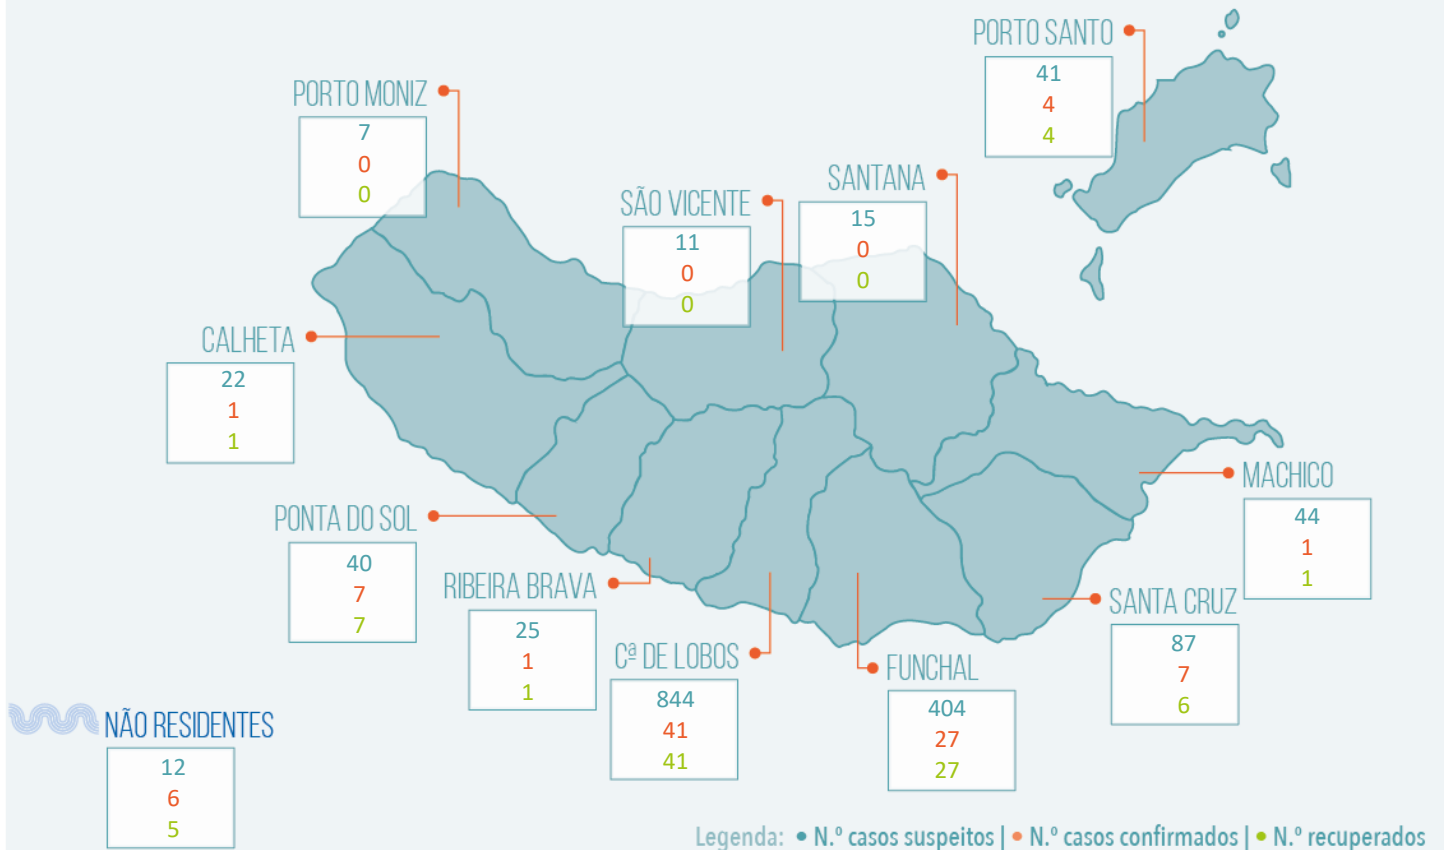 PORTO SANTO
41
4
4
PORTO MONIZ
7
0
0
SANTANA
15
0
0
SÃO VICENTE
11
0
0
CALHETA
22
1
1
MACHICO
44
1
1
PONTA DO SOL
40
7
7
RIBEIRA BRAVA
25
1
1
SANTA CRUZ
87
7
6
Cª DE LOBOS
844
41
41
FUNCHAL
404
27
27
NÃO RESIDENTES
12
6
5
Legenda: • N.º casos suspeitos | • N.º casos confirmados | • N.º recuperados